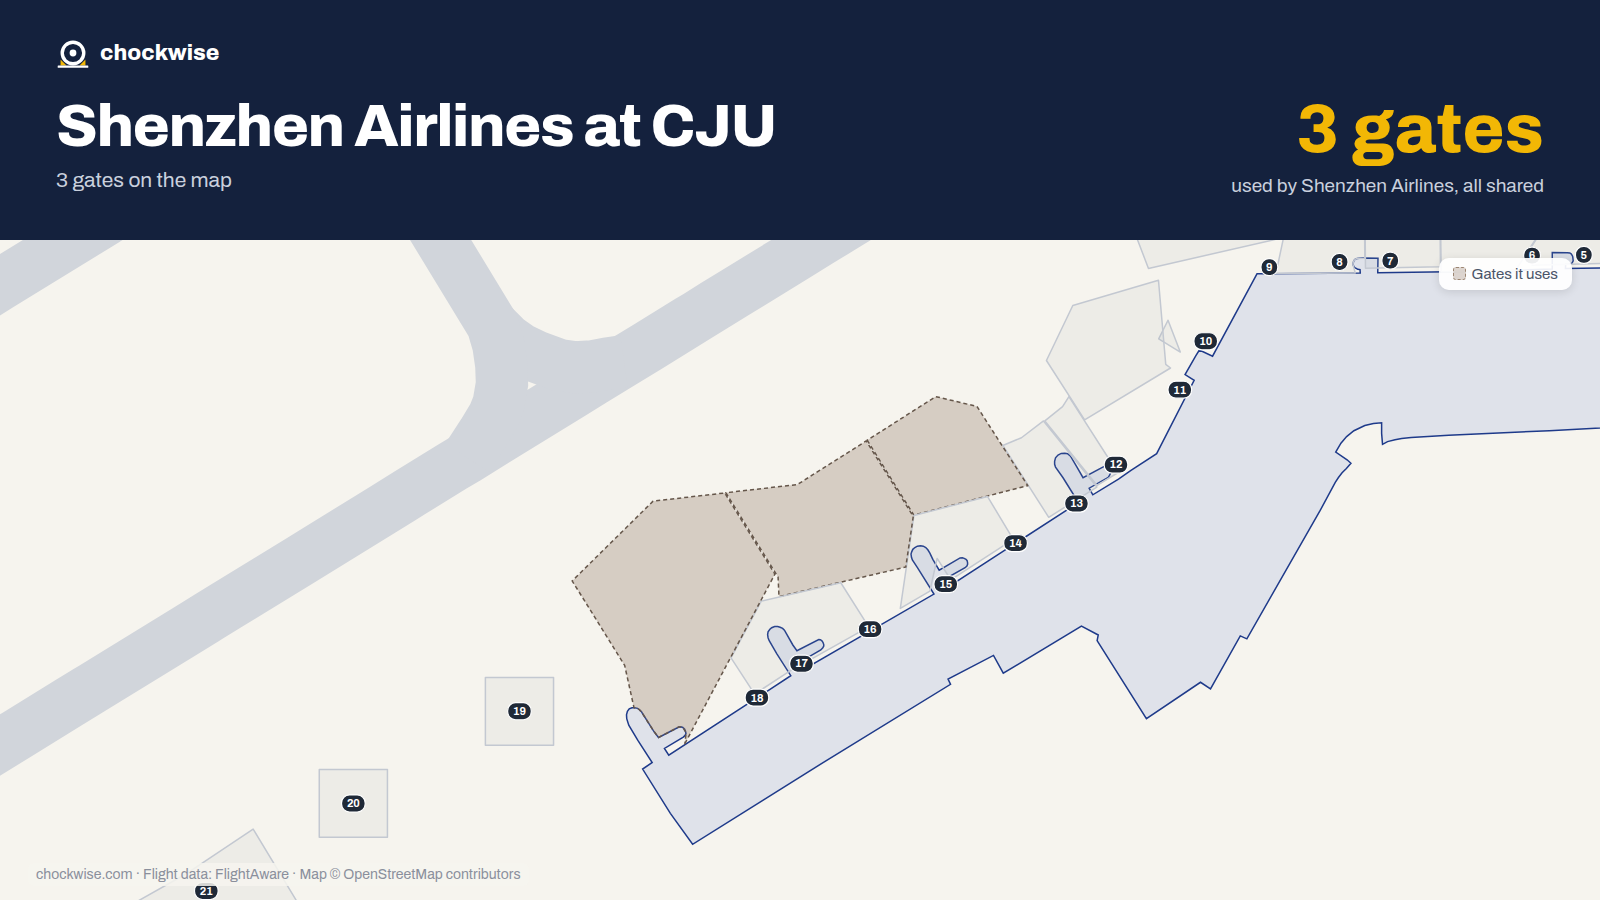 chockwise
Shenzhen Airlines at CJU
3 gates on the map
3 gates
used by Shenzhen Airlines, all shared
9
8
7
6
5
Gates it uses
10
11
12
13
14
15
16
17
18
19
20
21
chockwise.com · Flight data: FlightAware · Map © OpenStreetMap contributors